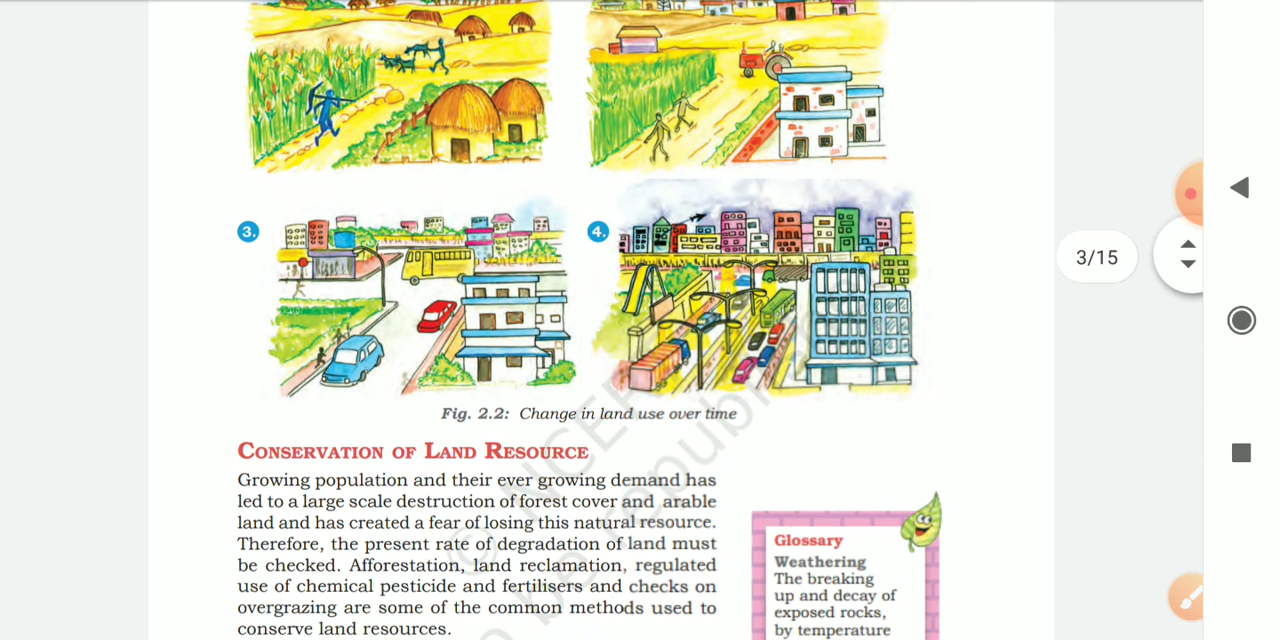 3.
4.
3/15
Fig. 2.2: Change in land use over time
CONSERVATION OF LAND RESOURCE
Growing population and their ever growing demand has
led to a large scale destruction of forest cover and arable
land and has created a fear of losing this natural resource.
Therefore, the present rate of degradation of land must
be checked. Afforestation, land reclamation, regulated
use of chemical pesticide and fertilisers and checks on
overgrazing are some of the common methods used to
conserve land resources.
Glossary
Weathering
The breaking
up and decay of
exposed rocks,
by temperature
© NCERT
be republi